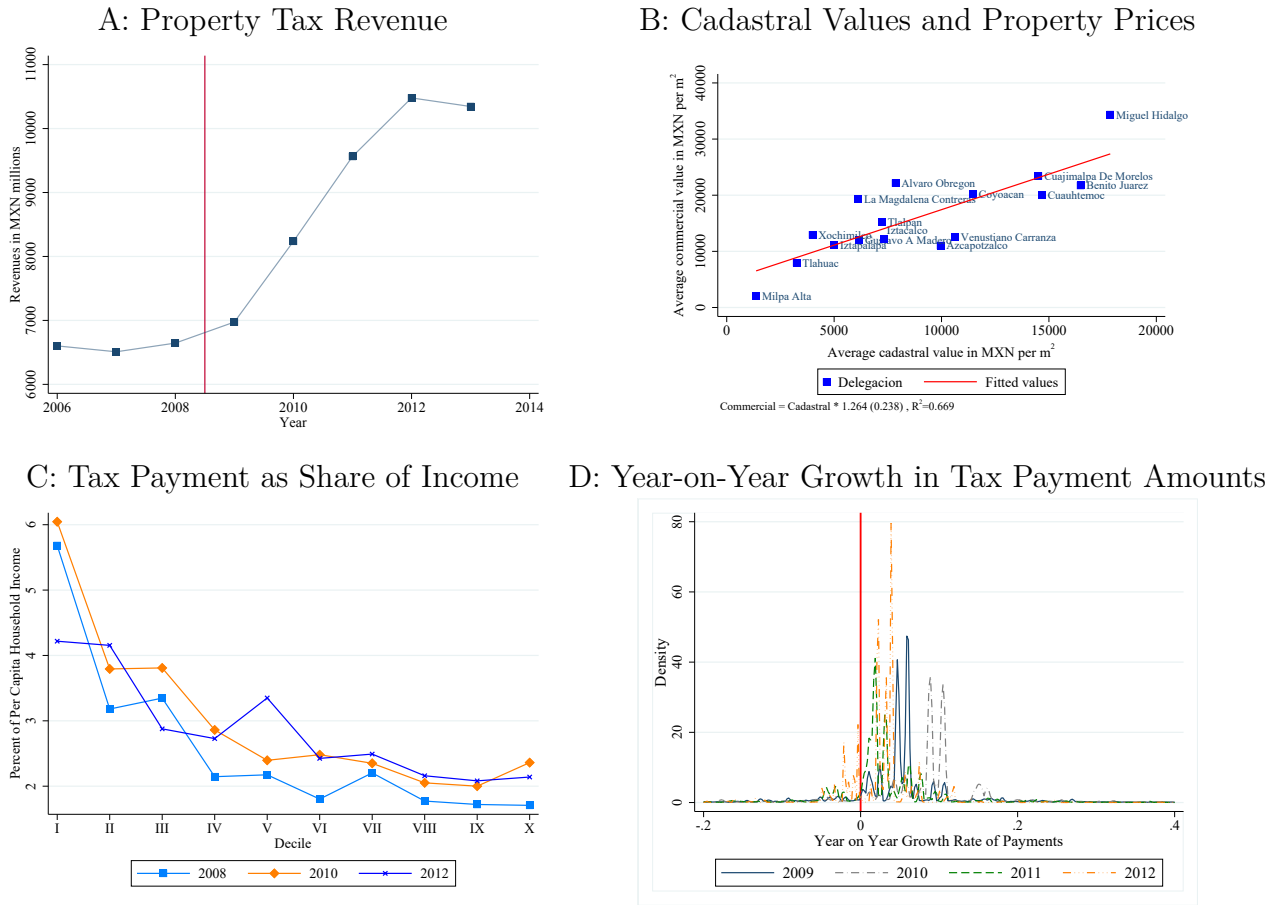 A: Property Tax Revenue
Revenues in MXN millions
11000
10000
9000
8000
7000
6000
2006
2008
2010
2012
2014
Year
B: Cadastral Values and Property Prices
Average commercial value in MXN per m²
40000
30000
20000
10000
0
Miguel Hidalgo
Cuajimalpa De Morelos
Alvaro Obregon
Benito Juarez
La Magdalena Contreras
Coyoacan
Cuauhtemoc
Tlalpan
Iztacalco
Xochimilco
Gustavo A Madero
Venustiano Carranza
Iztapalapa
Azcapotzalco
Tlahuac
Milpa Alta
0
5000
10000
15000
20000
Average cadastral value in MXN per m²
Delegacion
Fitted values
Commercial = Cadastral * 1.264 (0.238) , R²=0.669
C: Tax Payment as Share of Income
Percent of Per Capita Household Income
6
5
4
3
2
I
II
III
IV
V
VI
VII
VIII
IX
X
Decile
2008
2010
2012
D: Year-on-Year Growth in Tax Payment Amounts
Density
80
60
40
20
0
-.2
0
.2
.4
Year on Year Growth Rate of Payments
2009
2010
2011
2012